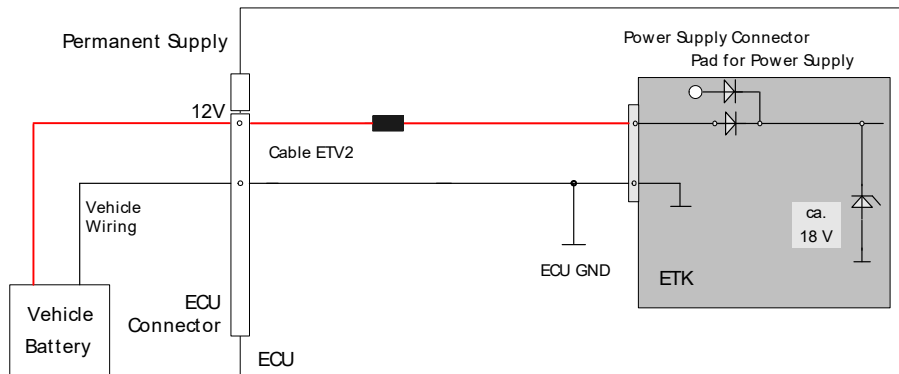 Permanent Supply
Power Supply Connector
Pad for Power Supply
12V
Cable ETV2
Vehicle
Wiring
ca.
18 V
ECU GND
ETK
ECU
Connector
Vehicle
Battery
ECU